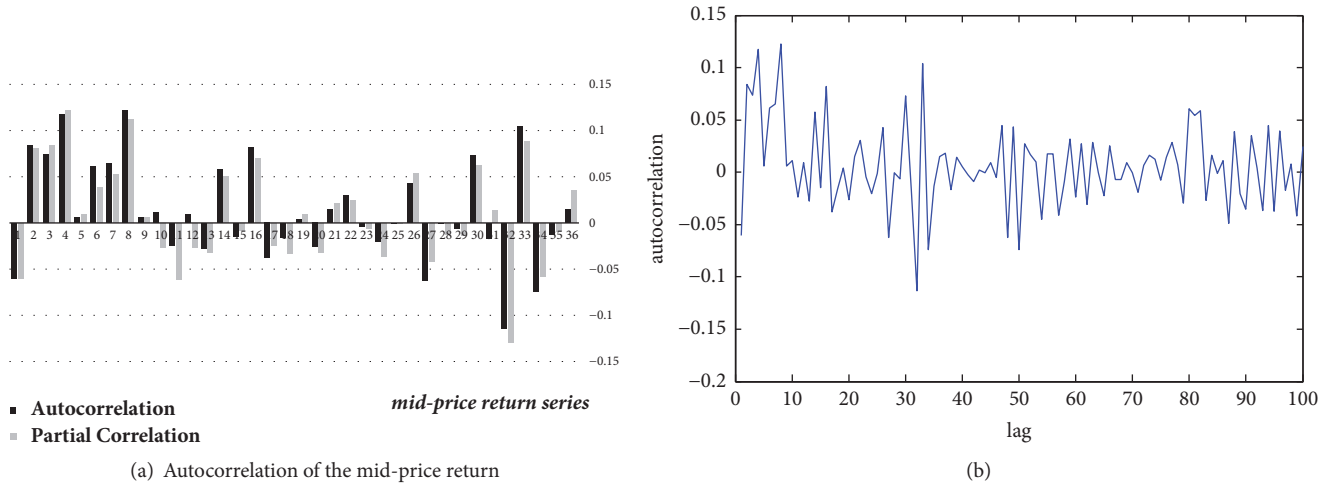 0.15
0.1
0.05
0
−0.05
−0.1
−0.15
1 2 3 4 5 6 7 8 9 10 11 12 13 14 15 16 17 18 19 20 21 22 23 24 25 26 27 28 29 30 31 32 33 34 35 36
Autocorrelation
Partial Correlation
mid-price return series
(a) Autocorrelation of the mid-price return
0.15
0.1
0.05
0
−0.05
−0.1
−0.15
−0.2
autocorrelation
0 10 20 30 40 50 60 70 80 90 100
lag
(b)